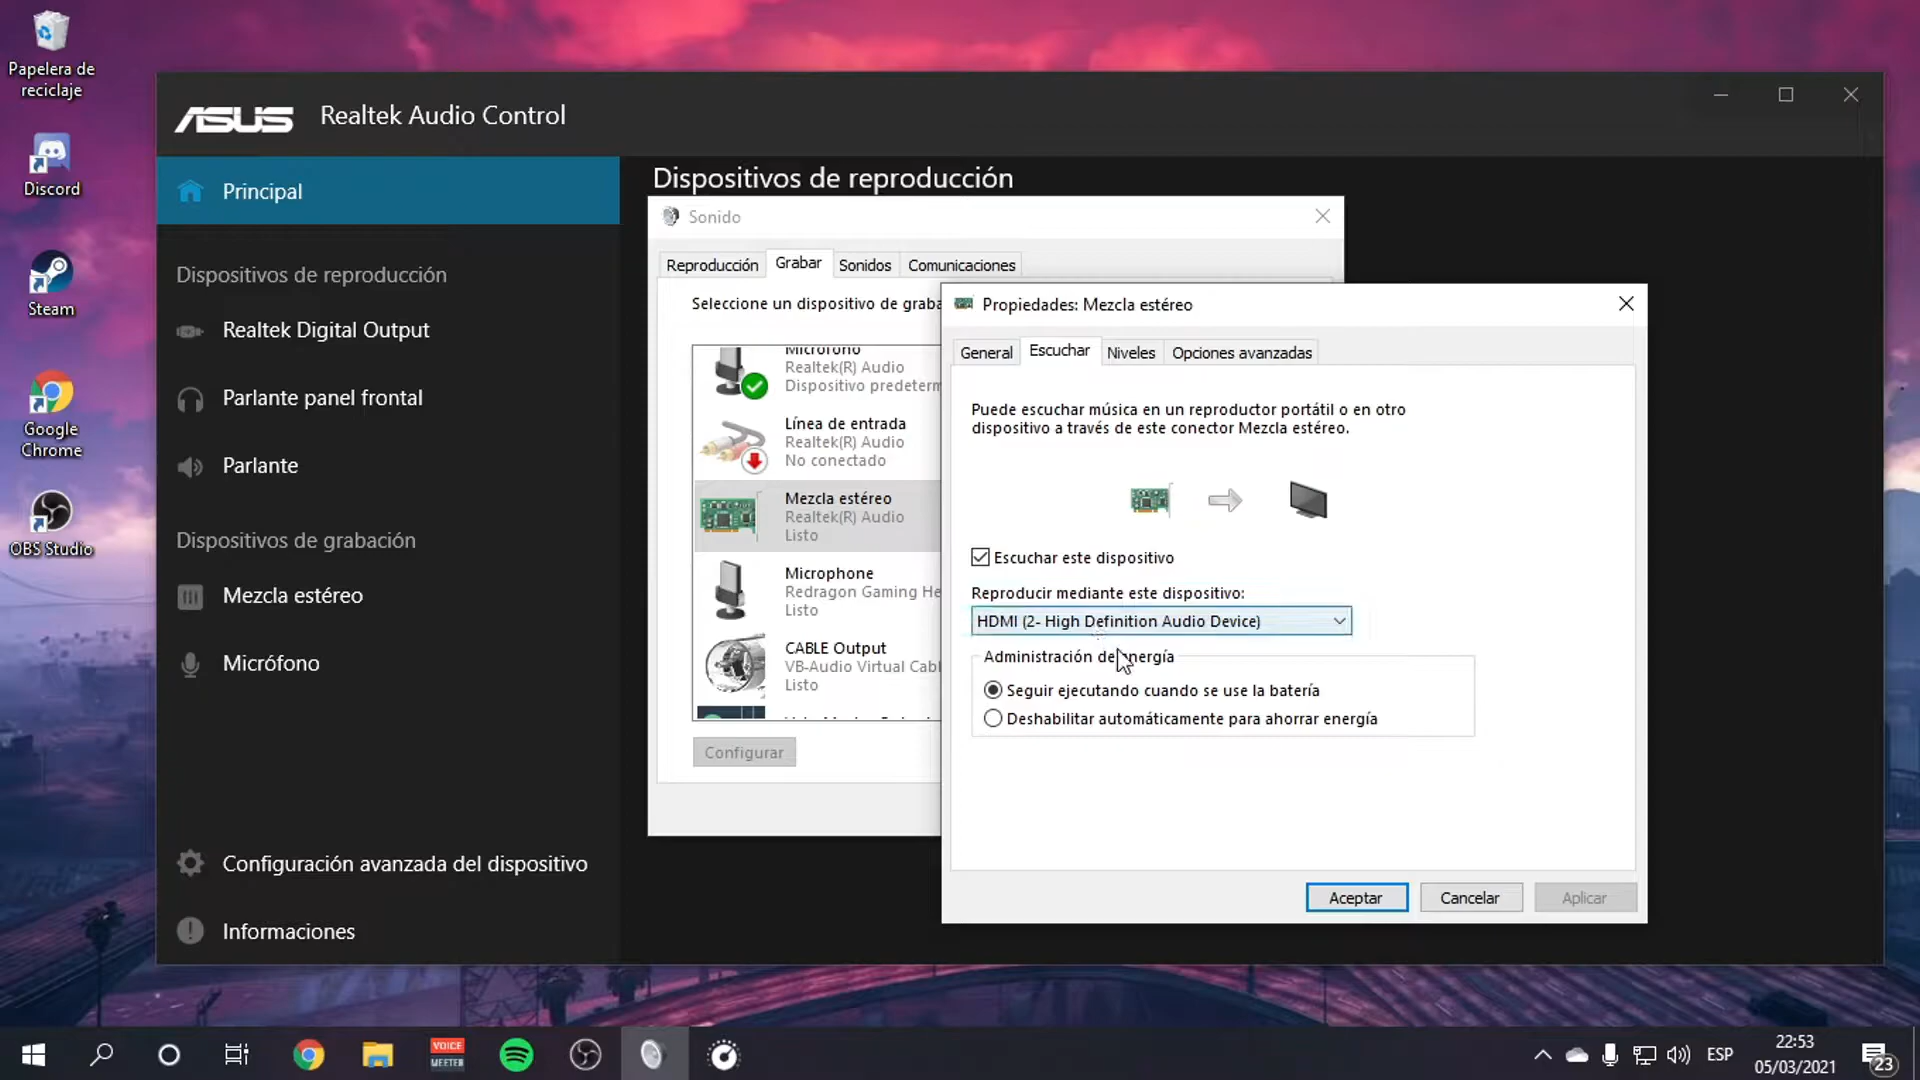 Papelera de
reciclaje
Discord
Steam
Google
Chrome
OBS Studio
ASUS
Realtek Audio Control
Principal
Dispositivos de reproducción
Realtek Digital Output
Parlante panel frontal
Parlante
Dispositivos de grabación
Mezcla estéreo
Micrófono
Configuración avanzada del dispositivo
Informaciones
Dispositivos de reproducción
Sonido
Reproducción
Grabar
Sonidos
Comunicaciones
Seleccione un dispositivo de graba
Micrófono
Realtek(R) Audio
Dispositivo predeterm
Línea de entrada
Realtek(R) Audio
No conectado
Mezcla estéreo
Realtek(R) Audio
Listo
Microphone
Redragon Gaming He
Listo
CABLE Output
VB-Audio Virtual Cabl
Listo
Configurar
Propiedades: Mezcla estéreo
General
Escuchar
Niveles
Opciones avanzadas
Puede escuchar música en un reproductor portátil o en otro
dispositivo a través de este conector Mezcla estéreo.
Escuchar este dispositivo
Reproducir mediante este dispositivo:
HDMI (2- High Definition Audio Device)
Administración de energía
Seguir ejecutando cuando se use la batería
Deshabilitar automáticamente para ahorrar energía
Aceptar
Cancelar
Aplicar
VOICE
MEETER
ESP
22:53
05/03/2021
23